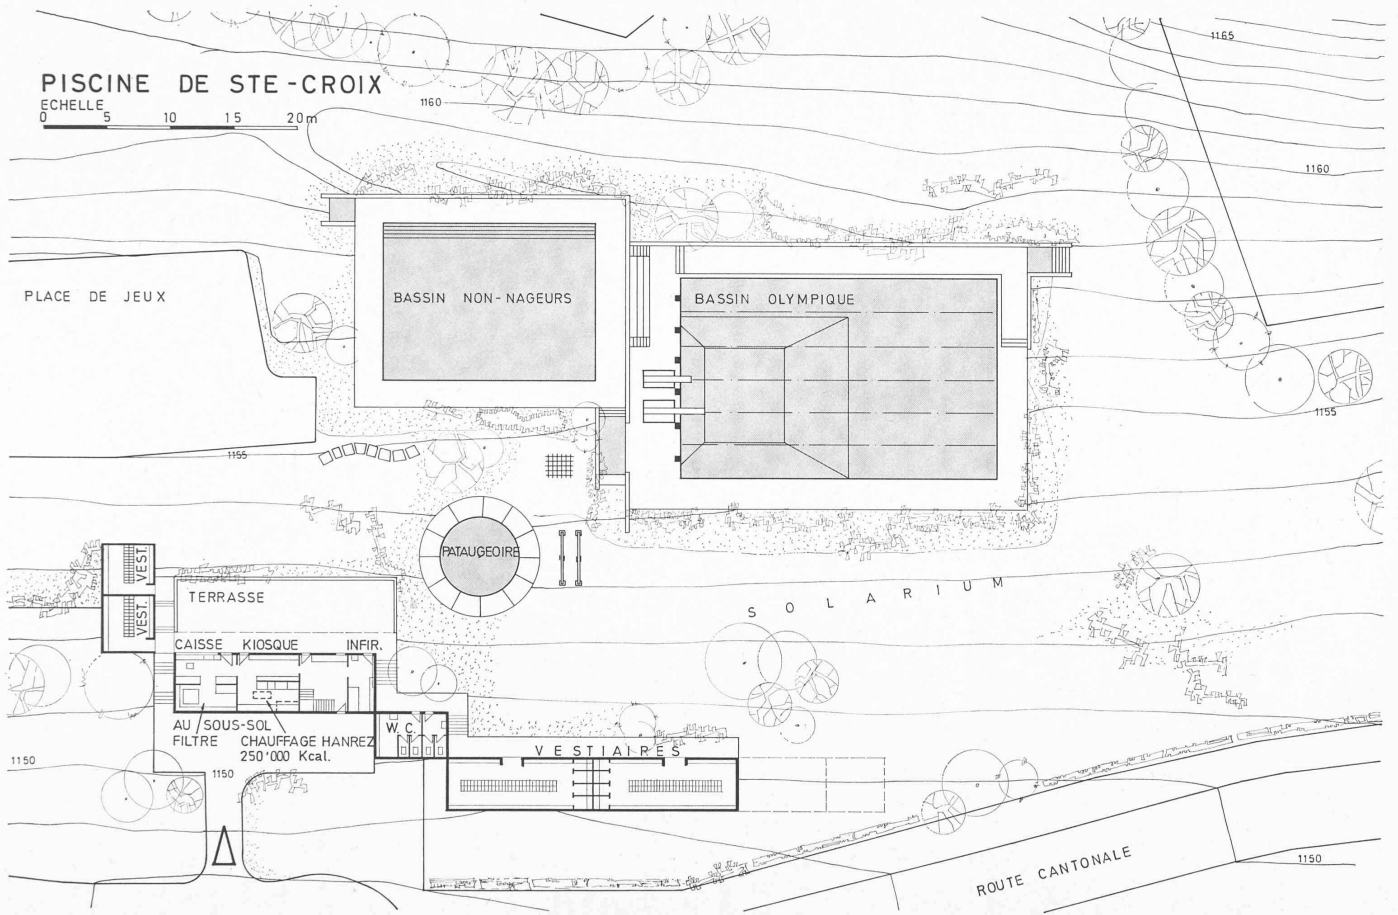 PISCINE DE STE-CROIX
ECHELLE
0 5 10 15 20m
1165
1160
1160
PLACE DE JEUX
BASSIN NON-NAGEURS
BASSIN OLYMPIQUE
1155
1155
PATAUGEOIRE
VEST.
VEST.
TERRASSE
SOLARIUM
CAISSE KIOSQUE INFIR.
AU SOUS-SOL
FILTRE
CHAUFFAGE HANREZ
250'000 Kcal.
W.C.
VESTIAIRES
1150
1150
ROUTE CANTONALE
1150